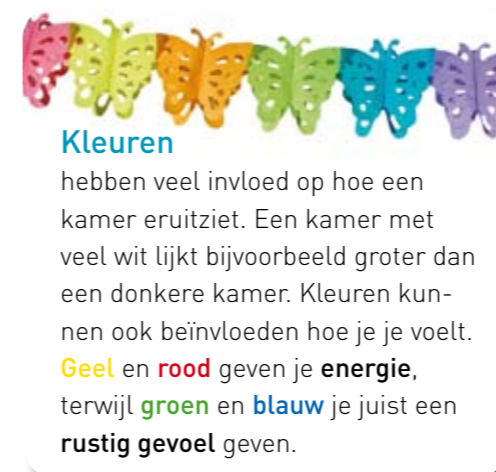 Kleuren
hebben veel invloed op hoe een
kamer eruitziet. Een kamer met
veel wit lijkt bijvoorbeeld groter dan
een donkere kamer. Kleuren kun-
nen ook beïnvloeden hoe je je voelt.
Geel en rood geven je energie,
terwijl groen en blauw je juist een
rustig gevoel geven.